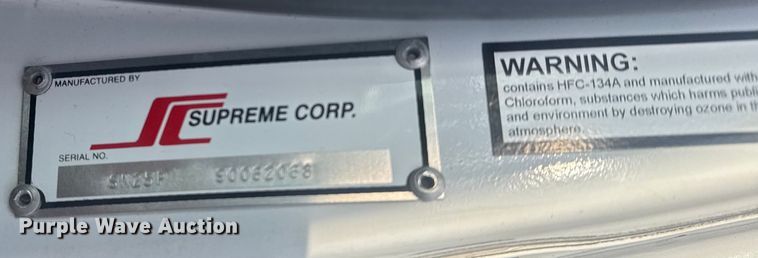 MANUFACTURED BY
SUPREME CORP.
SERIAL NO.
WARNING:
contains HFC-134A and manufactured with
Chloroform, substances which harms publi
and environment by destroying ozone in th
atmosphere
Purple Wave Auction